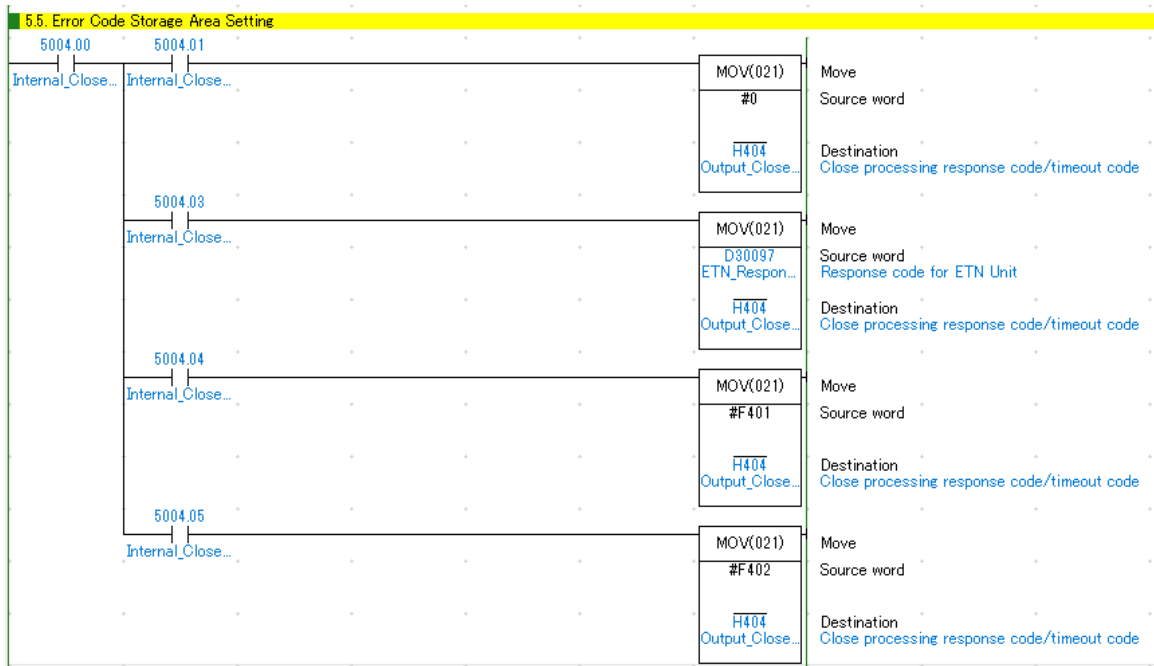 5.5. Error Code Storage Area Setting
5004.00 5004.01
Internal_Close... Internal_Close...
MOV(021) Move
#0 Source word
H404 Destination
Output_Close... Close processing response code/timeout code
5004.03
Internal_Close...
MOV(021) Move
D30097 Source word
ETN_Respon... Response code for ETN Unit
H404 Destination
Output_Close... Close processing response code/timeout code
5004.04
Internal_Close...
MOV(021) Move
#F401 Source word
H404 Destination
Output_Close... Close processing response code/timeout code
5004.05
Internal_Close...
MOV(021) Move
#F402 Source word
H404 Destination
Output_Close... Close processing response code/timeout code